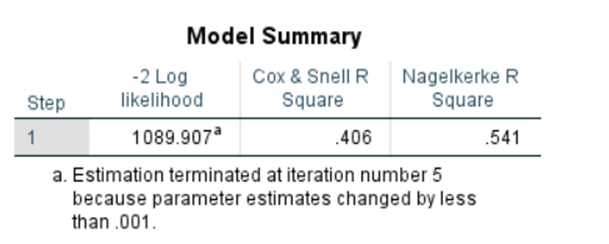 Model Summary
Step -2 Log likelihood Cox & Snell R Square Nagelkerke R Square
1 1089.907a .406 .541
a. Estimation terminated at iteration number 5
because parameter estimates changed by less
than .001.